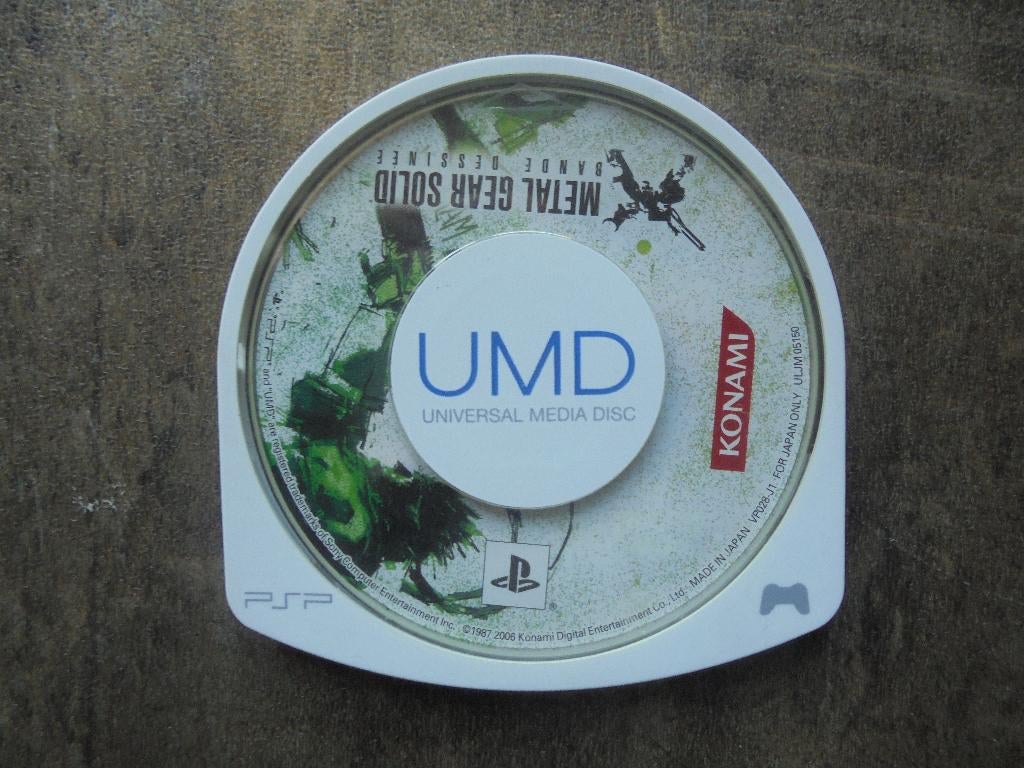 METAL GEAR SOLID
BANDE DESSINÉE
UMD
UNIVERSAL MEDIA DISC
KONAMI
"PSP" and "UMD" are registered trademarks of Sony Computer Entertainment Inc. ©1987 2006 Konami Digital Entertainment Co., Ltd. MADE IN JAPAN VP028-J1 FOR JAPAN ONLY ULJM 05150
®
PSP